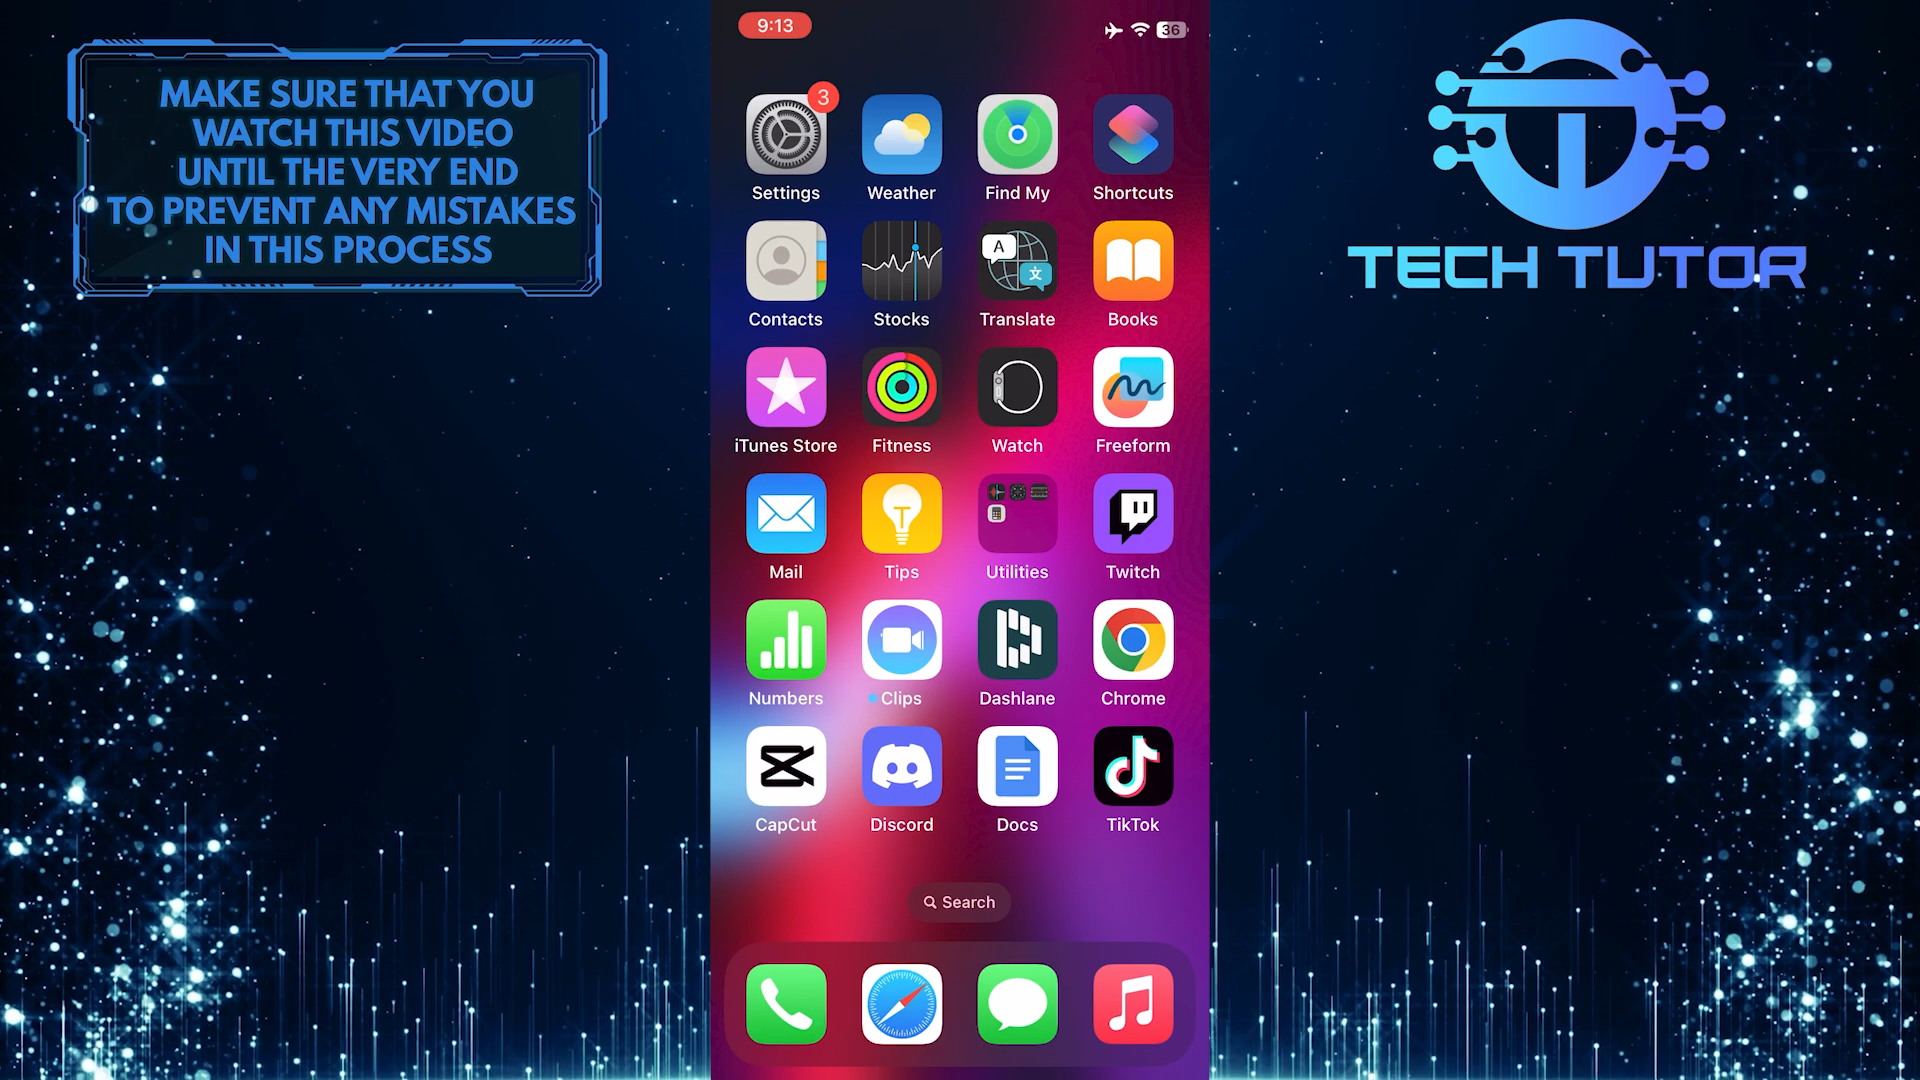 MAKE SURE THAT YOU
WATCH THIS VIDEO
UNTIL THE VERY END
TO PREVENT ANY MISTAKES
IN THIS PROCESS
9:13
36
TECH TUTOR
3
Settings
Weather
Find My
Shortcuts
A
文
Contacts
Stocks
Translate
Books
iTunes Store
Fitness
Watch
Freeform
Mail
Tips
Utilities
Twitch
Numbers
Clips
Dashlane
Chrome
CapCut
Discord
Docs
TikTok
Search